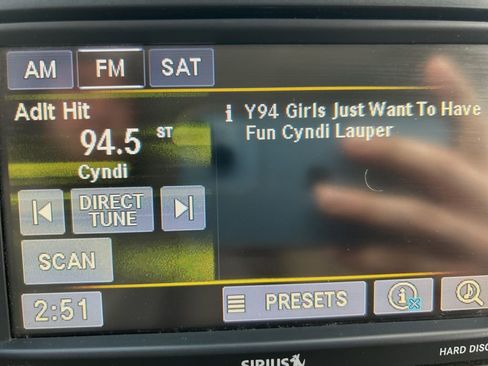 AM FM SAT
Adlt Hit
94.5 ST
Cyndi
i Y94 Girls Just Want To Have
Fun Cyndi Lauper
DIRECT
TUNE
SCAN
2:51
PRESETS
i
SIRIUS
HARD DISC